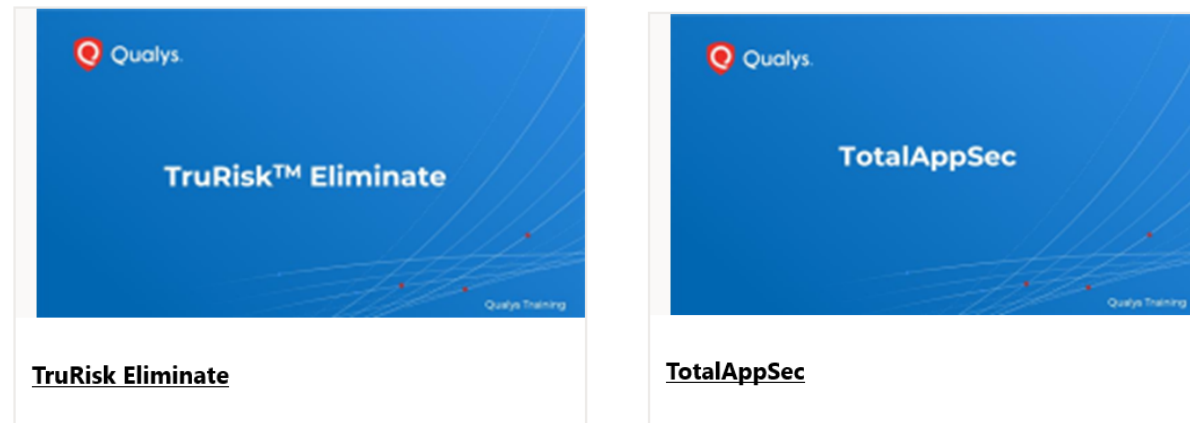 Qualys.
TruRisk™ Eliminate
Qualys Training
TruRisk Eliminate
Qualys.
TotalAppSec
Qualys Training
TotalAppSec